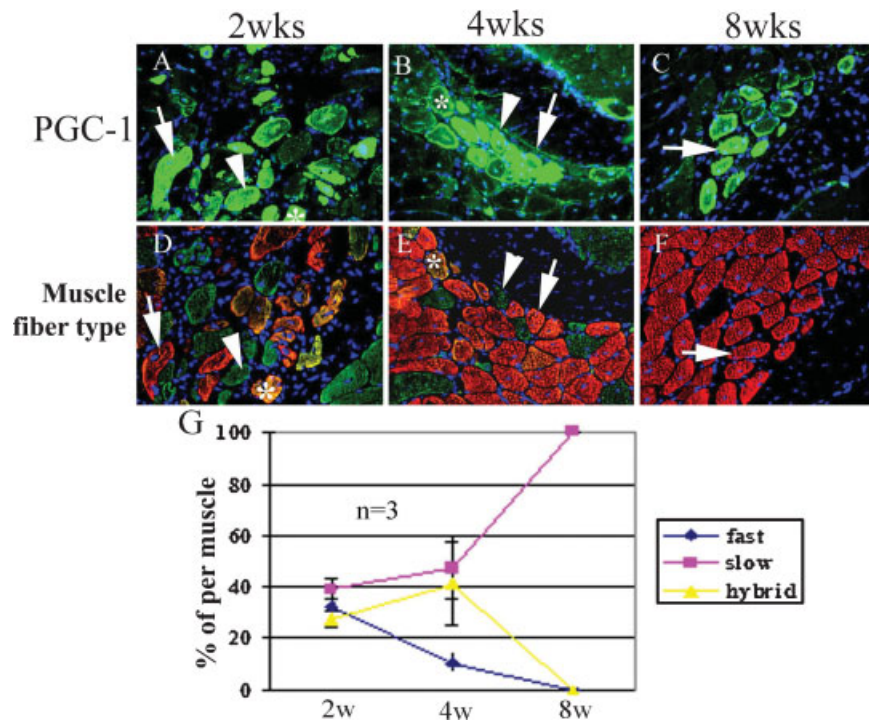 2wks 4wks 8wks
A B C
PGC-1
*
*
D E F
Muscle
fiber type
*
*
G
100
80
60
40
20
0
% of per muscle
n=3
fast
slow
hybrid
2w 4w 8w